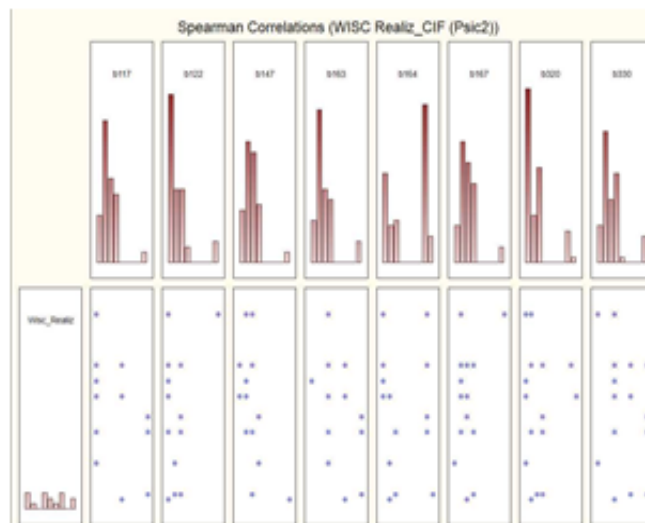 Spearman Correlations (WISC Realiz_CIF (Psic2))
b117 b122 b147 b163 b164 b167 b320 b330
Wisc_Realiz